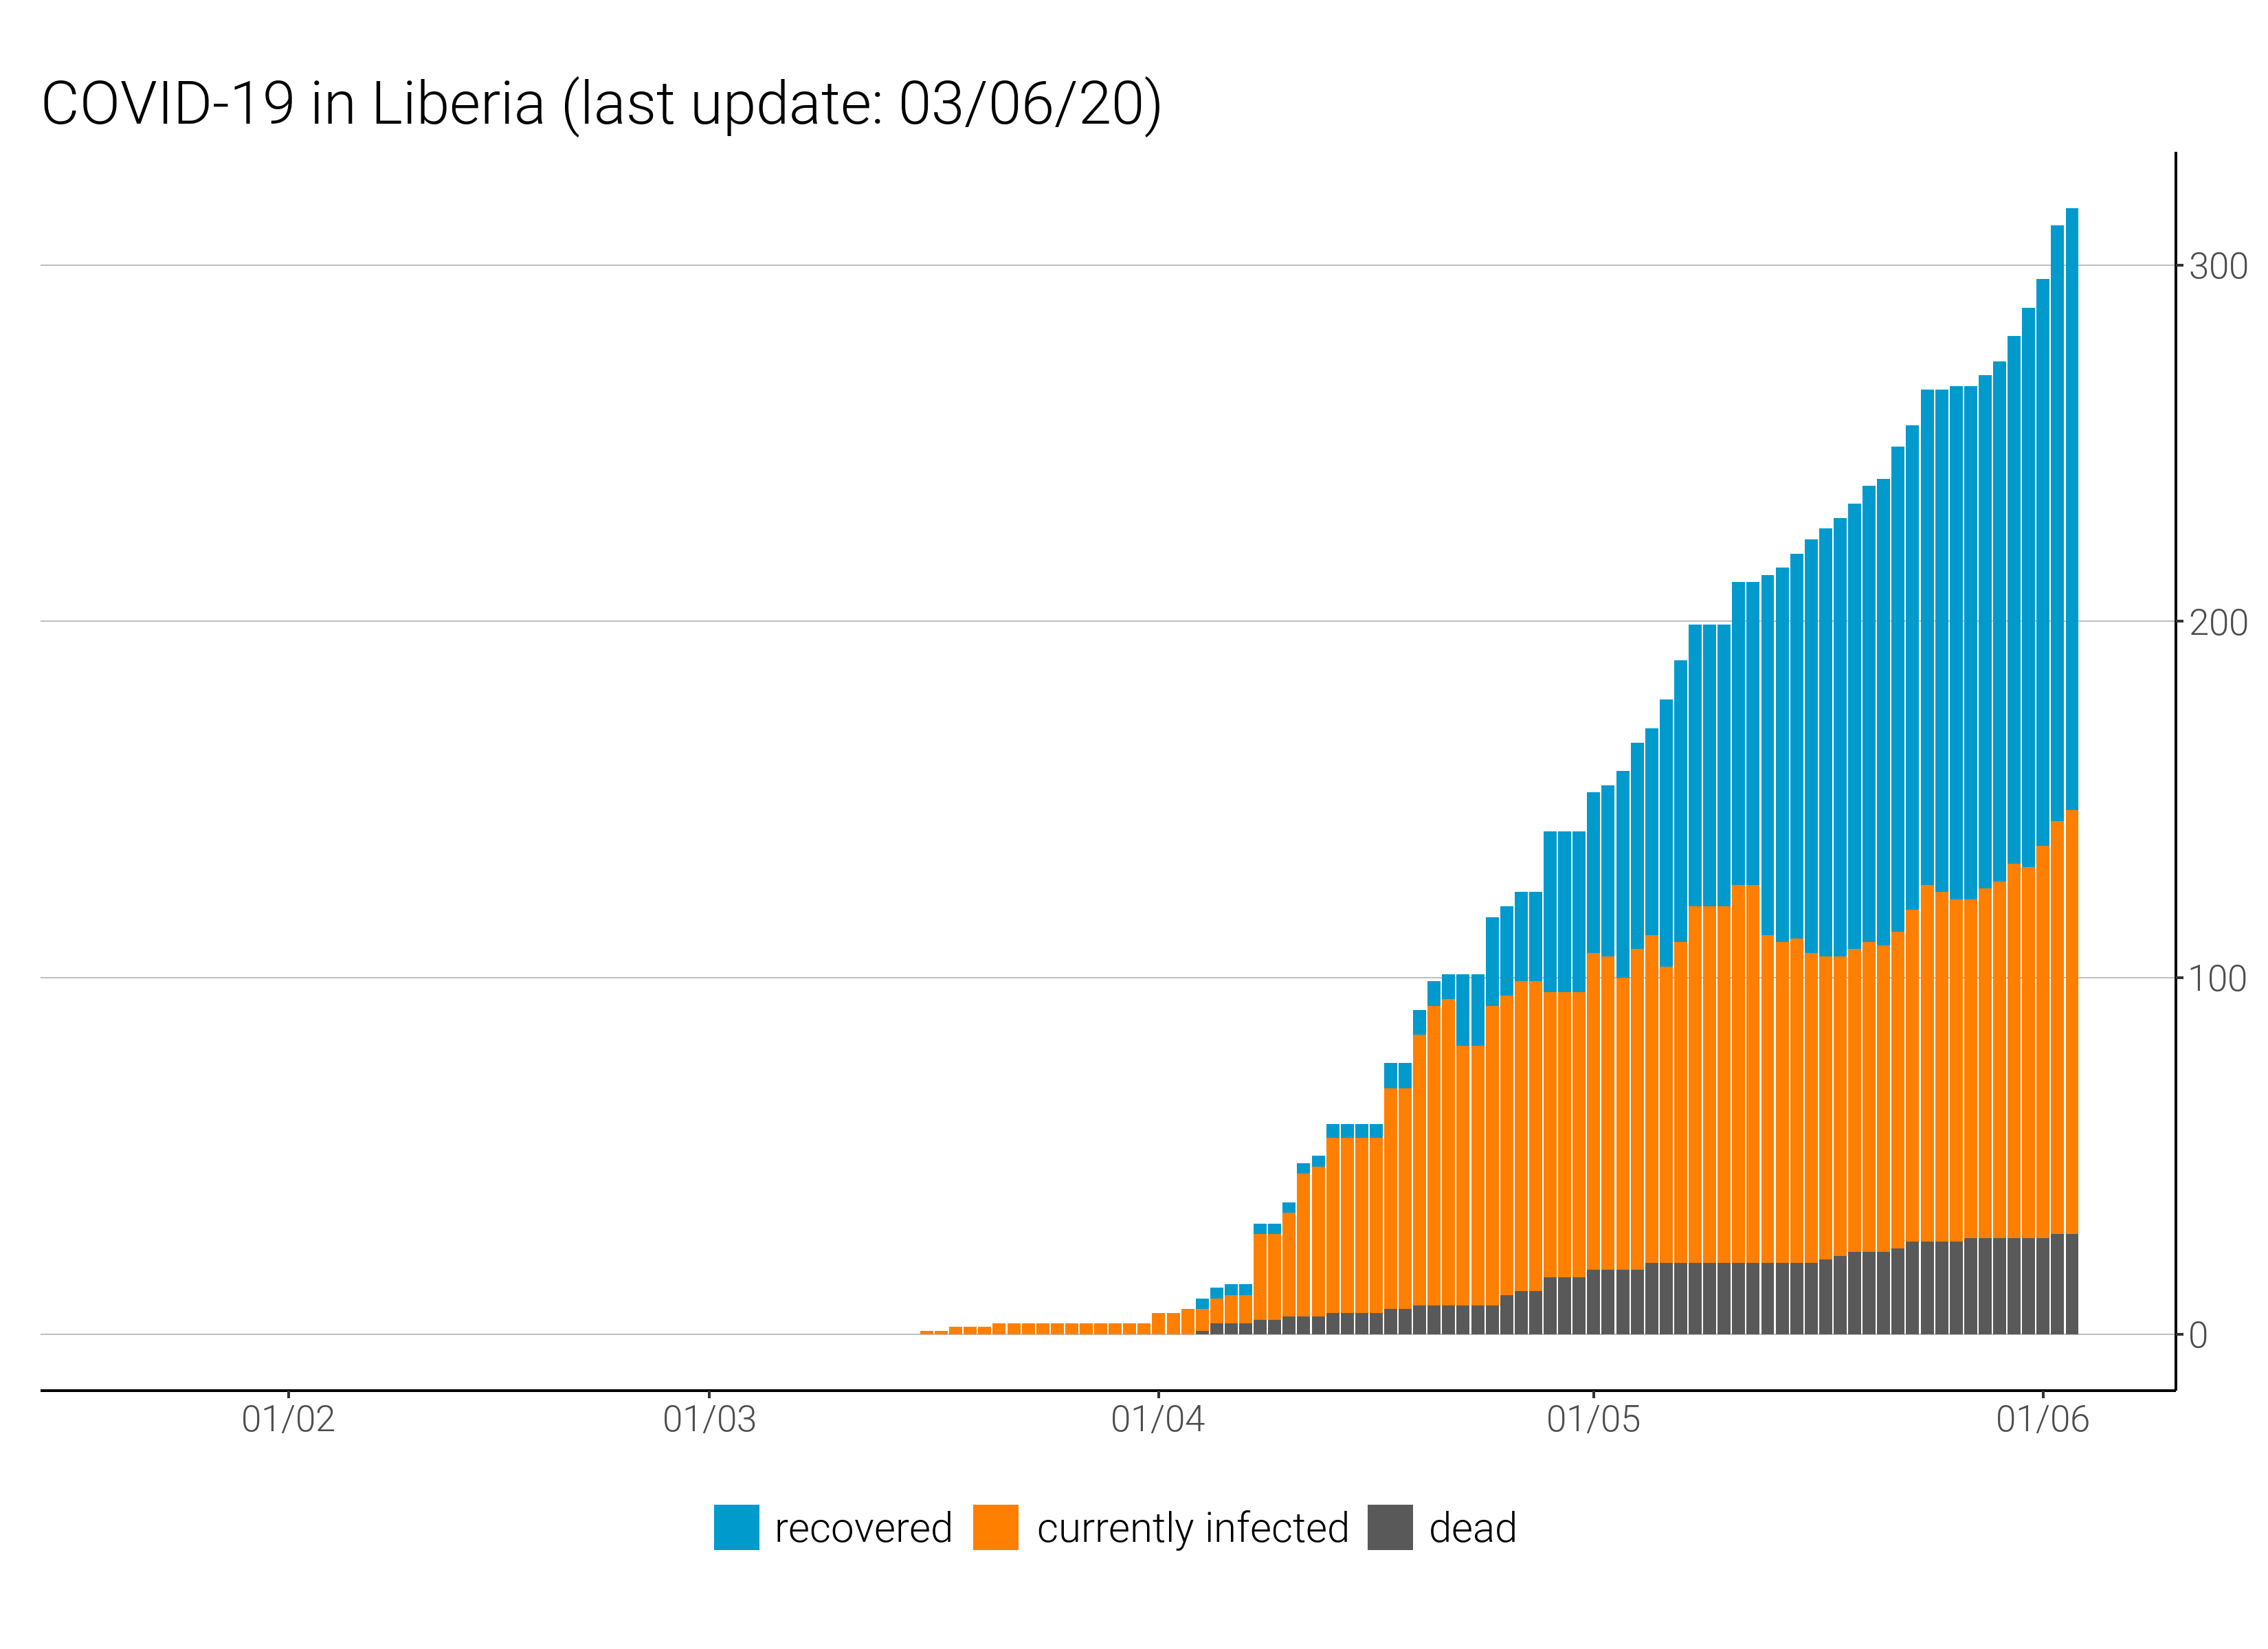 COVID-19 in Liberia (last update: 03/06/20)
300
200
100
0
01/02 01/03 01/04 01/05 01/06
recovered currently infected dead